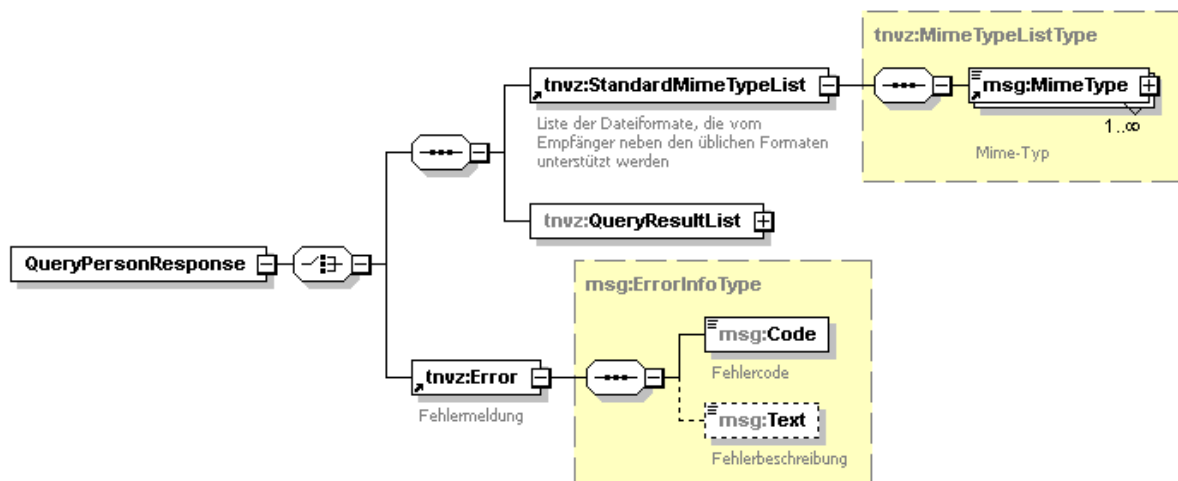 tnvz:MimeTypeListType
tnvz:StandardMimeTypeList
msg:MimeType
1..∞
Liste der Dateiformate, die vom
Empfänger neben den üblichen Formaten
unterstützt werden
Mime-Typ
tnvz:QueryResultList
QueryPersonResponse
msg:ErrorInfoType
msg:Code
Fehlercode
tnvz:Error
Fehlermeldung
msg:Text
Fehlerbeschreibung